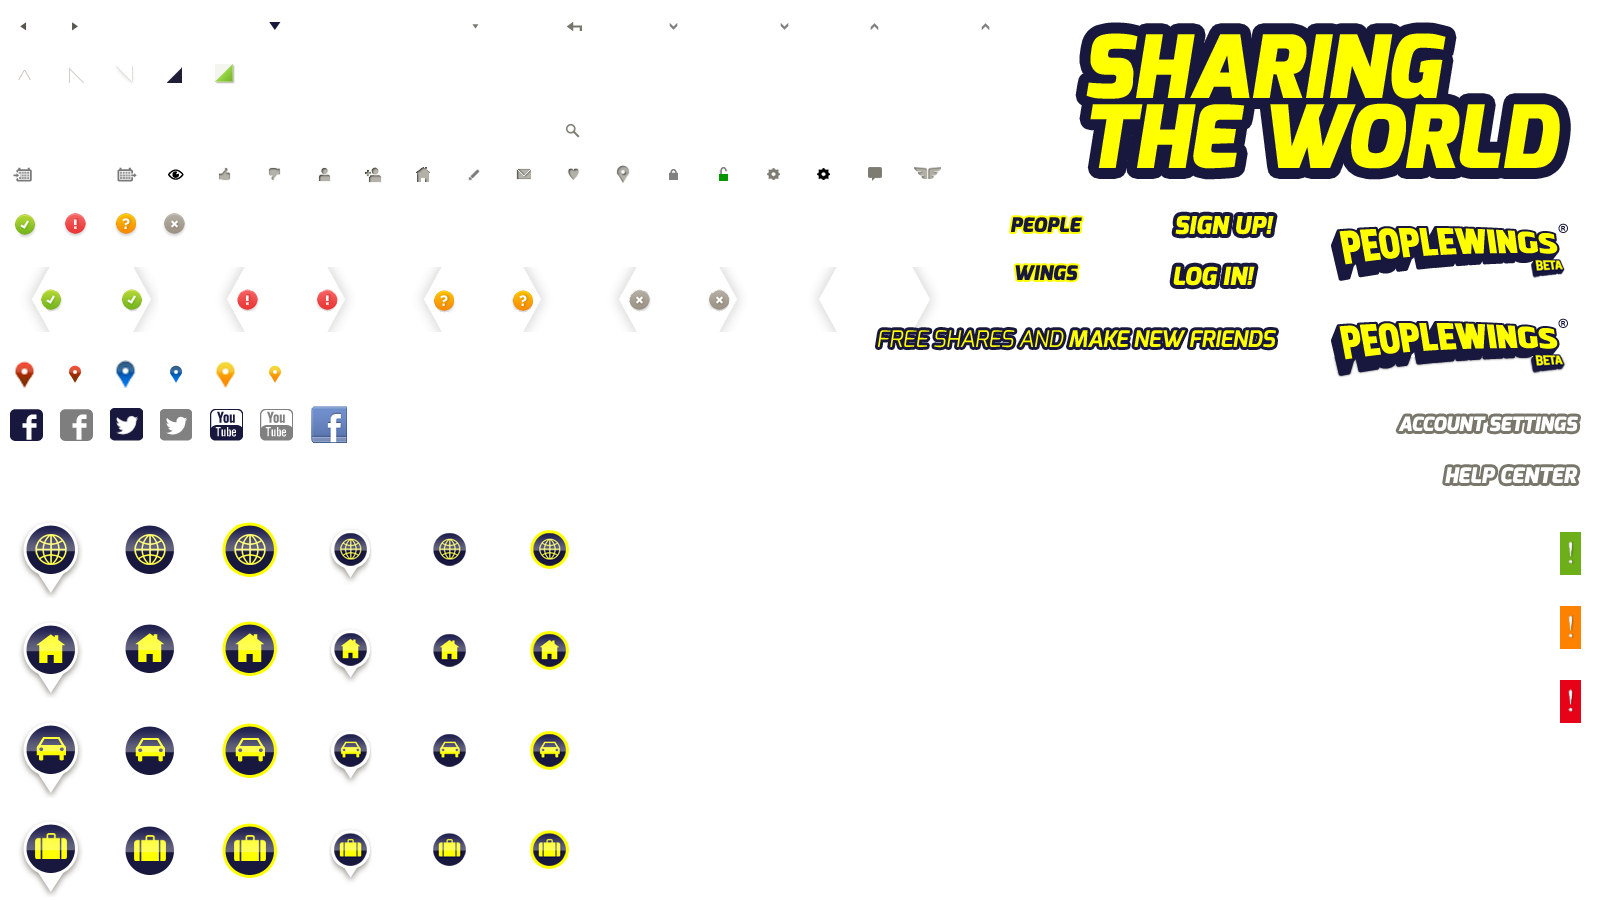 SHARING
THE WORLD
PEOPLE
SIGN UP!
PEOPLEWINGS®
BETA
WINGS
LOG IN!
FREE SHARES AND MAKE NEW FRIENDS
PEOPLEWINGS®
BETA
ACCOUNT SETTINGS
You
Tube
You
Tube
HELP CENTER
!
!
!